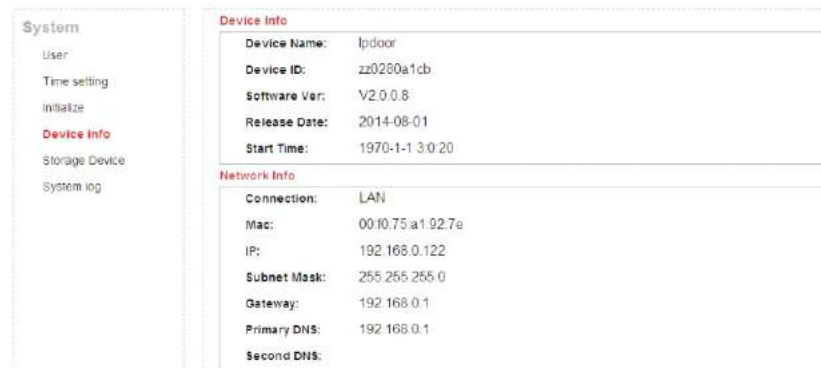 System
User
Time setting
Initialize
Device info
Storage Device
System log
Device Info
Device Name: Ipdoor
Device ID: zz0280a1cb
Software Ver: V2.0.0.8
Release Date: 2014-08-01
Start Time: 1970-1-1 3:0:20
Network Info
Connection: LAN
Mac: 00:f0:75:a1:92:7e
IP: 192.168.0.122
Subnet Mask: 255.255.255.0
Gateway: 192.168.0.1
Primary DNS: 192.168.0.1
Second DNS: